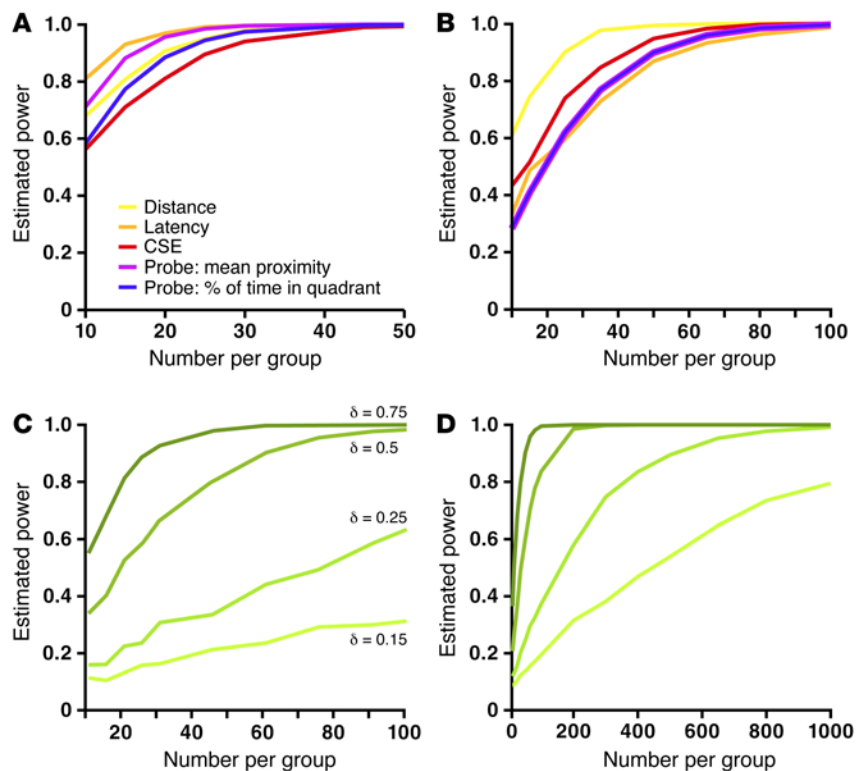 A
Estimated power
1.0
0.8
0.6
0.4
0.2
0
10
20
30
40
50
Number per group
Distance
Latency
CSE
Probe: mean proximity
Probe: % of time in quadrant
B
Estimated power
1.0
0.8
0.6
0.4
0.2
0
20
40
60
80
100
Number per group
C
Estimated power
1.0
0.8
0.6
0.4
0.2
0
20
40
60
80
100
Number per group
δ = 0.75
δ = 0.5
δ = 0.25
δ = 0.15
D
Estimated power
1.0
0.8
0.6
0.4
0.2
0
0
200
400
600
800
1000
Number per group